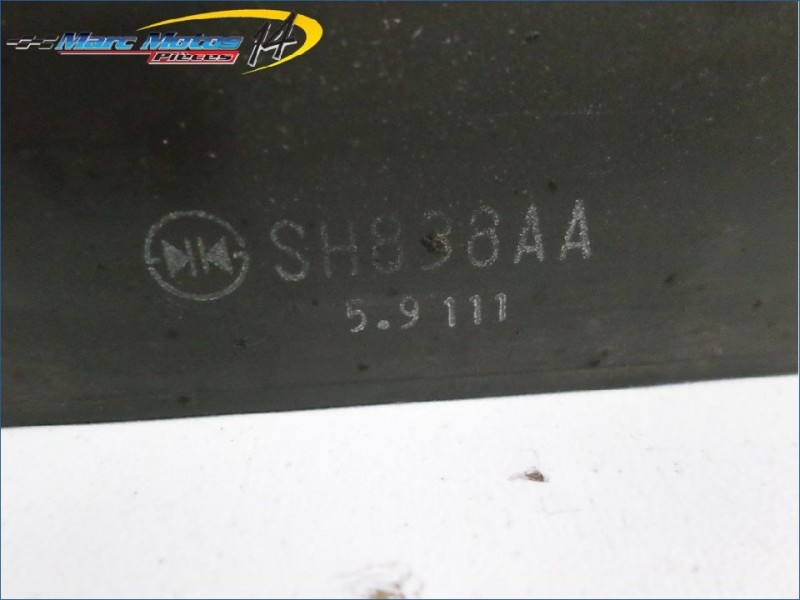 Marc Motos 14
Pièces
SH838AA
5.9 111